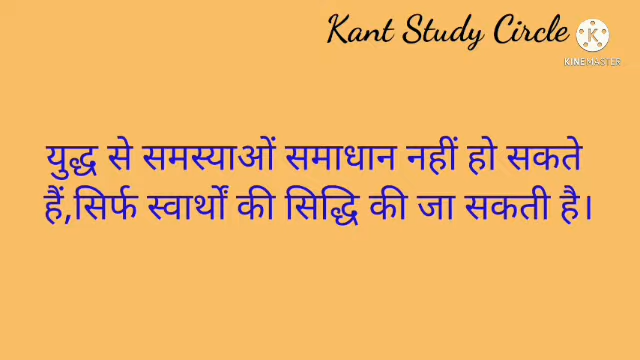 Kant Study Circle
K
KINEMASTER
युद्ध से समस्याओं समाधान नहीं हो सकते
हैं,सिर्फ स्वार्थों की सिद्धि की जा सकती है।